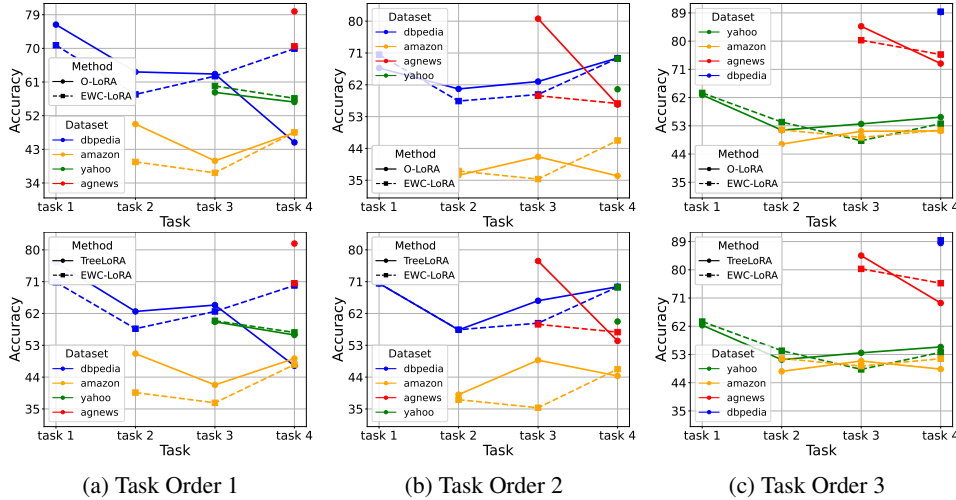 Accuracy
79
70
61
52
43
34
Method
O-LoRA
EWC-LoRA
Dataset
dbpedia
amazon
yahoo
agnews
task 1
task 2
task 3
task 4
Task
Accuracy
80
71
62
53
44
35
Dataset
dbpedia
amazon
agnews
yahoo
Method
O-LoRA
EWC-LoRA
task 1
task 2
task 3
task 4
Task
Accuracy
89
80
71
62
53
44
35
Dataset
yahoo
amazon
agnews
dbpedia
Method
O-LoRA
EWC-LoRA
task 1
task 2
task 3
task 4
Task
Accuracy
80
71
62
53
44
35
Method
TreeLoRA
EWC-LoRA
Dataset
dbpedia
amazon
yahoo
agnews
task 1
task 2
task 3
task 4
Task
Accuracy
80
71
62
53
44
35
Method
TreeLoRA
EWC-LoRA
Dataset
dbpedia
amazon
agnews
yahoo
task 1
task 2
task 3
task 4
Task
Accuracy
89
80
71
62
53
44
35
Method
TreeLoRA
EWC-LoRA
Dataset
yahoo
amazon
agnews
dbpedia
task 1
task 2
task 3
task 4
Task
(a) Task Order 1
(b) Task Order 2
(c) Task Order 3